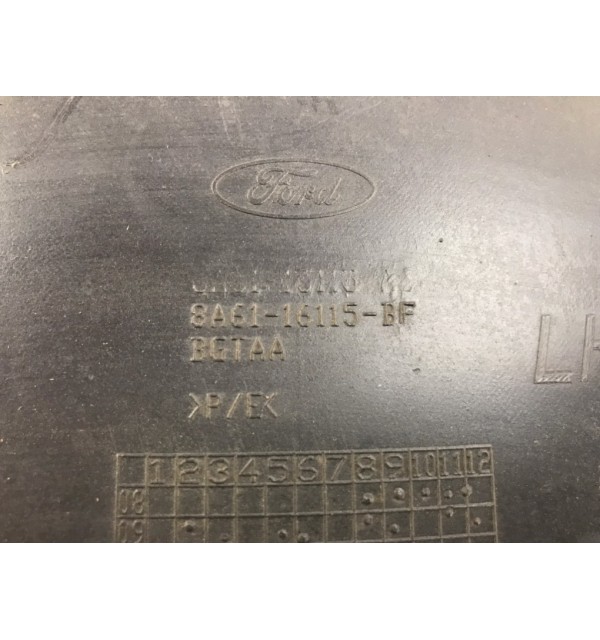 Ford
8A61-16115-BF
BGTAA
LH
>P/E<
1 2 3 4 5 6 7 8 9 10 11 12
08
09